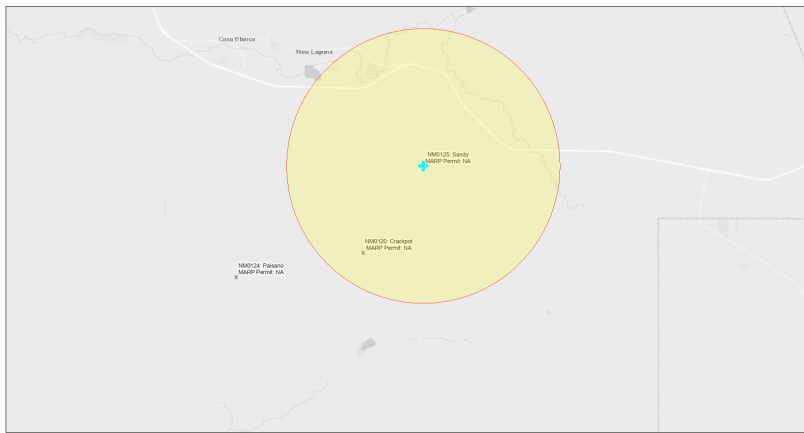 Casa Blanca
New Laguna
NM0125: Sandy
MARP Permit: NA
NM0120: Crackpot
MARP Permit: NA
NM0124: Paisano
MARP Permit: NA
X
X